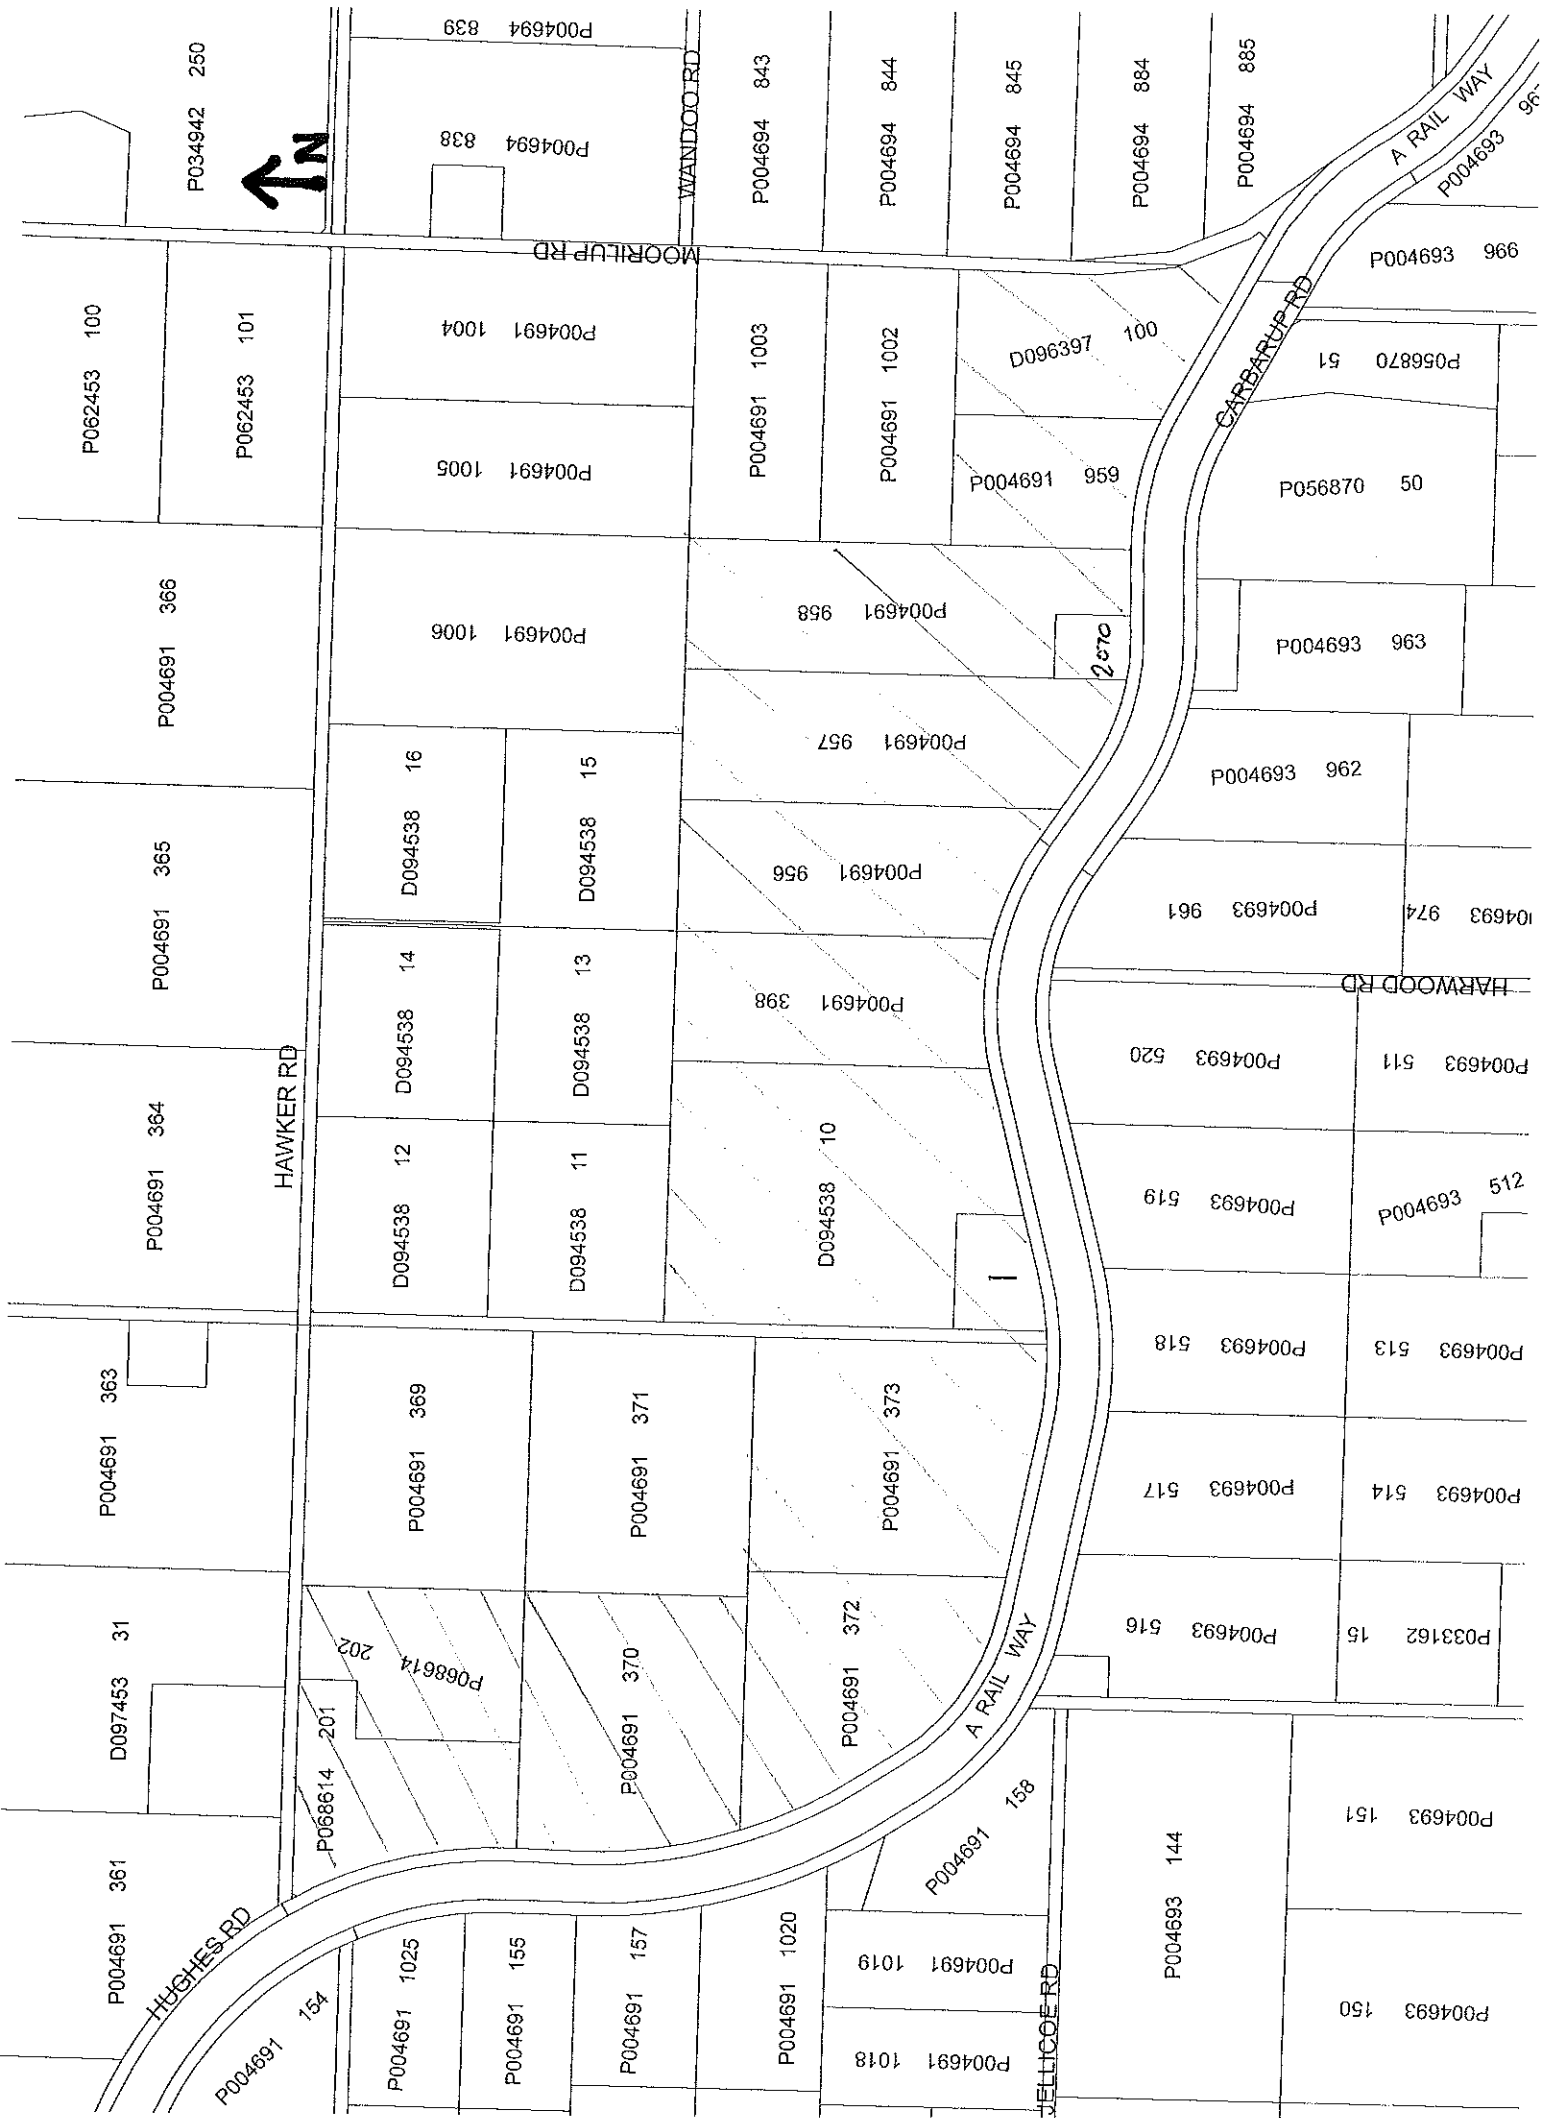 P034942 250
N
P004694 839
P004694 838
WANDOO RD
P004694 843
P004694 844
P004694 845
P004694 884
P004694 885
A RAIL WAY
P004693
P004693 966
MOORILUP RD
P062453 100
P062453 101
P004691 1004
P004691 1005
P004691 1003
P004691 1002
D096397 100
P004691 959
CARBARUP RD
P056870 51
P056870 50
P004691 366
P004691 1006
P004691 958
2070
P004693 963
P004691 957
P004693 962
P004691 365
D094538 16
D094538 15
P004691 956
P004693 961
04693 974
HARWOOD RD
D094538 14
D094538 13
P004691 398
P004693 520
P004693 511
HAWKER RD
P004691 364
D094538 12
D094538 11
D094538 10
1
P004693 519
P004693 512
P004693 518
P004693 513
P004691 363
P004691 369
P004691 371
P004691 373
P004693 517
P004693 514
D097453 31
P068614 202
P068614 201
P004691 370
P004691 372
A RAIL WAY
P004693 516
P033162 15
P004691 361
HUGHES RD
P004691 154
P004691 1025
P004691 155
P004691 157
P004691 1020
P004691 158
P004691 1019
P004691 1018
JELLICOE RD
P004693 144
P004693 151
P004693 150